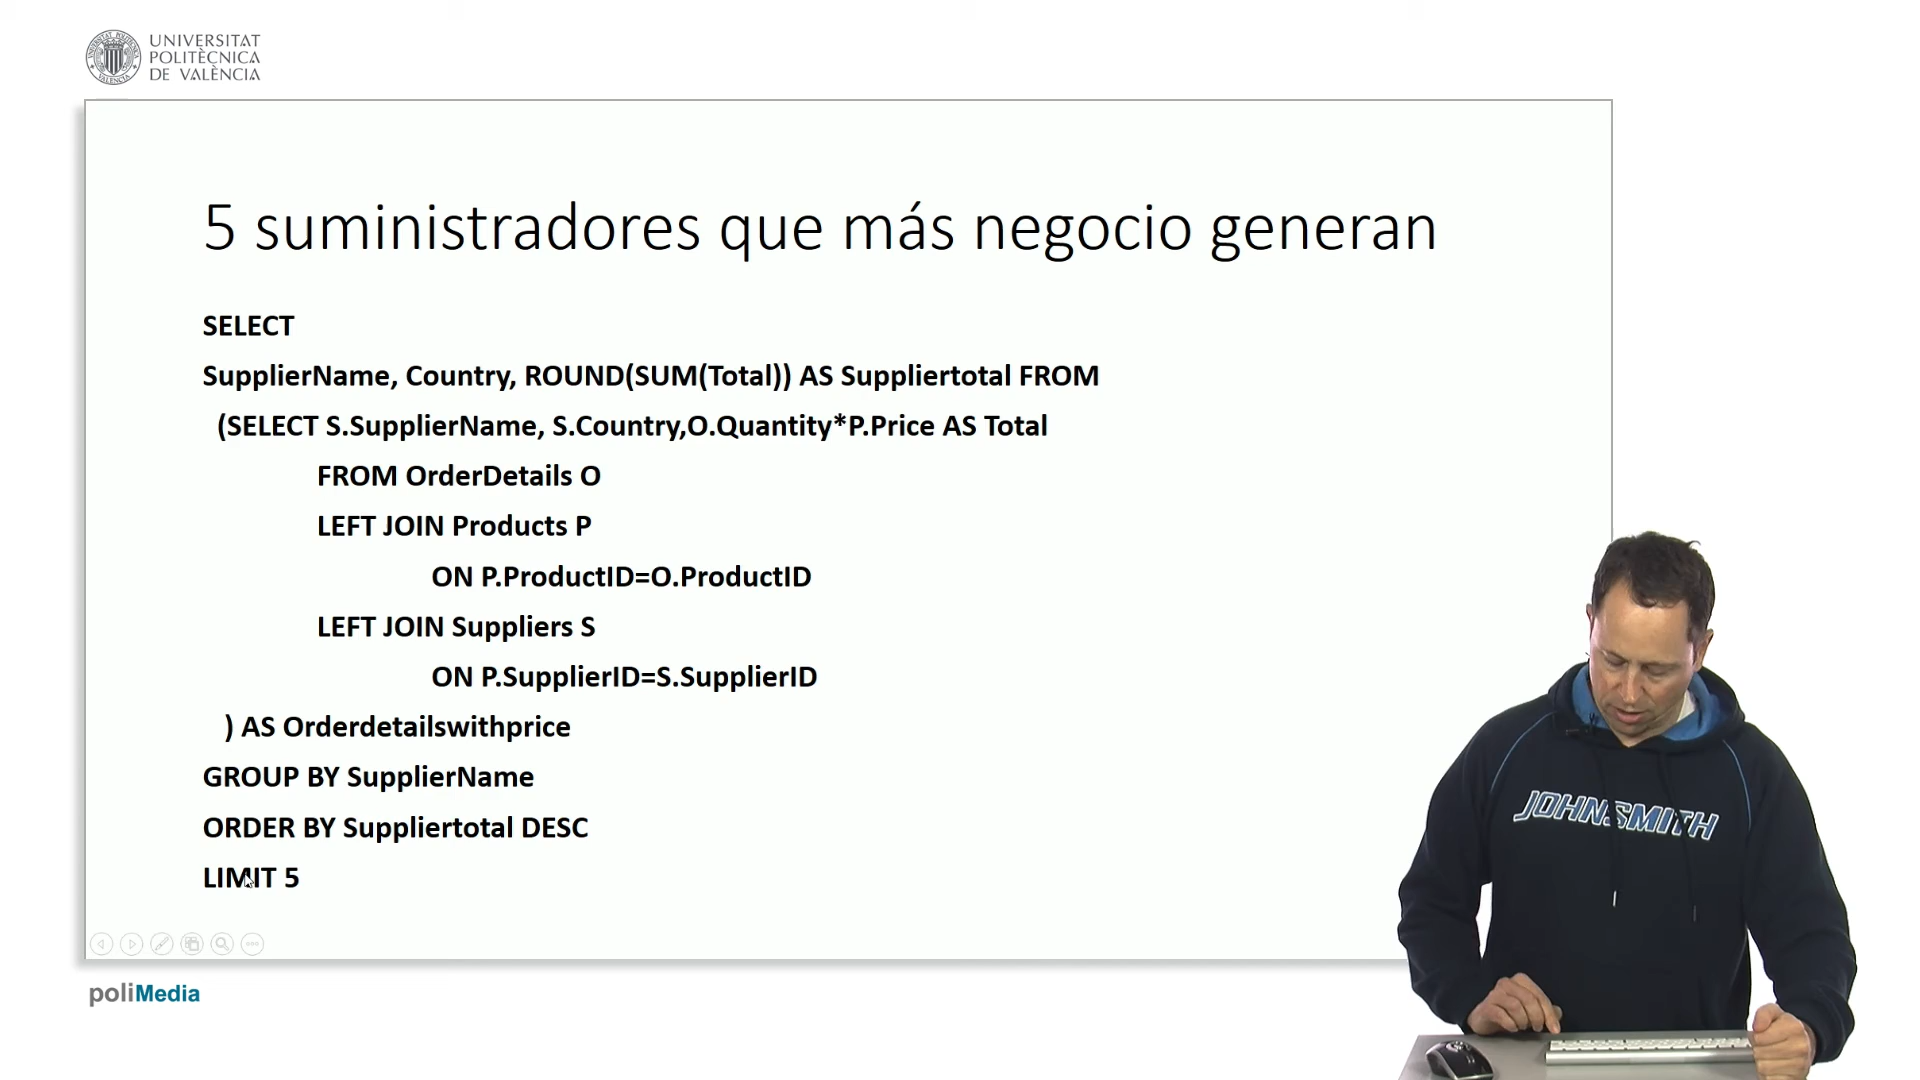 UNIVERSITAT
POLITÈCNICA
DE VALÈNCIA
5 suministradores que más negocio generan
SELECT
SupplierName, Country, ROUND(SUM(Total)) AS Suppliertotal FROM
(SELECT S.SupplierName, S.Country,O.Quantity*P.Price AS Total
FROM OrderDetails O
LEFT JOIN Products P
ON P.ProductID=O.ProductID
LEFT JOIN Suppliers S
ON P.SupplierID=S.SupplierID
) AS Orderdetailswithprice
GROUP BY SupplierName
ORDER BY Suppliertotal DESC
LIMIT 5
JOHN.SMITH
poliMedia